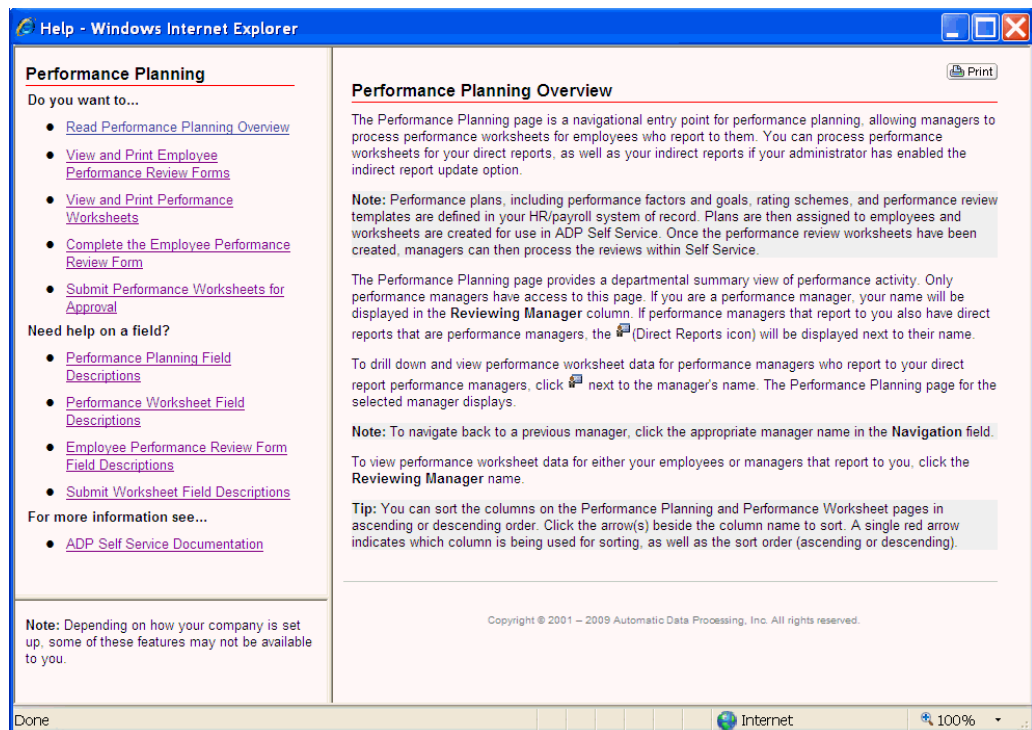 Help - Windows Internet Explorer
Performance Planning
Do you want to...
Read Performance Planning Overview
View and Print Employee
Performance Review Forms
View and Print Performance
Worksheets
Complete the Employee Performance
Review Form
Submit Performance Worksheets for
Approval
Need help on a field?
Performance Planning Field
Descriptions
Performance Worksheet Field
Descriptions
Employee Performance Review Form
Field Descriptions
Submit Worksheet Field Descriptions
For more information see...
ADP Self Service Documentation
Note: Depending on how your company is set
up, some of these features may not be available
to you.
Print
Performance Planning Overview
The Performance Planning page is a navigational entry point for performance planning, allowing managers to
process performance worksheets for employees who report to them. You can process performance
worksheets for your direct reports, as well as your indirect reports if your administrator has enabled the
indirect report update option.
Note: Performance plans, including performance factors and goals, rating schemes, and performance review
templates are defined in your HR/payroll system of record. Plans are then assigned to employees and
worksheets are created for use in ADP Self Service. Once the performance review worksheets have been
created, managers can then process the reviews within Self Service.
The Performance Planning page provides a departmental summary view of performance activity. Only
performance managers have access to this page. If you are a performance manager, your name will be
displayed in the Reviewing Manager column. If performance managers that report to you also have direct
reports that are performance managers, the (Direct Reports icon) will be displayed next to their name.
To drill down and view performance worksheet data for performance managers who report to your direct
report performance managers, click next to the manager's name. The Performance Planning page for the
selected manager displays.
Note: To navigate back to a previous manager, click the appropriate manager name in the Navigation field.
To view performance worksheet data for either your employees or managers that report to you, click the
Reviewing Manager name.
Tip: You can sort the columns on the Performance Planning and Performance Worksheet pages in
ascending or descending order. Click the arrow(s) beside the column name to sort. A single red arrow
indicates which column is being used for sorting, as well as the sort order (ascending or descending).
Copyright © 2001 – 2009 Automatic Data Processing, Inc. All rights reserved.
Done
Internet
100%